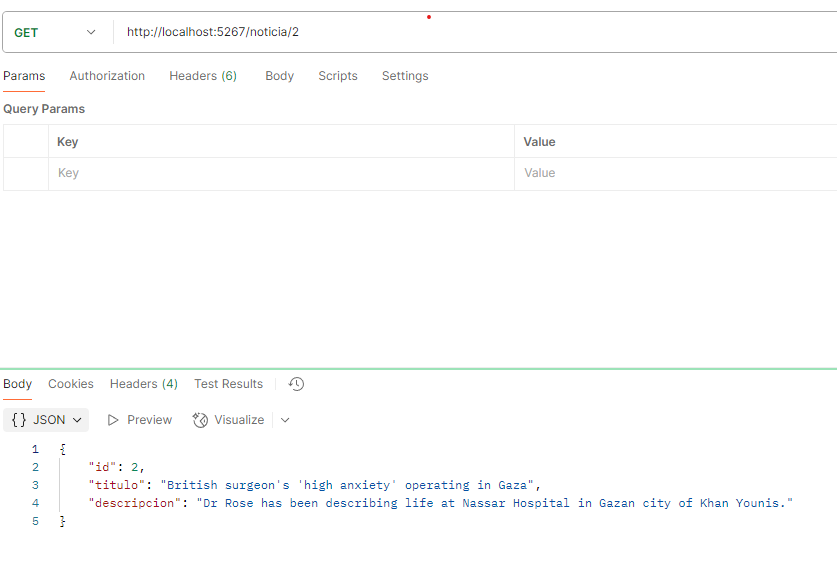 GET http://localhost:5267/noticia/2
Params Authorization Headers (6) Body Scripts Settings
Query Params
Key Value
Key Value
Body Cookies Headers (4) Test Results
{} JSON Preview Visualize
1 {
2 "id": 2,
3 "titulo": "British surgeon's 'high anxiety' operating in Gaza",
4 "descripcion": "Dr Rose has been describing life at Nassar Hospital in Gazan city of Khan Younis."
5 }